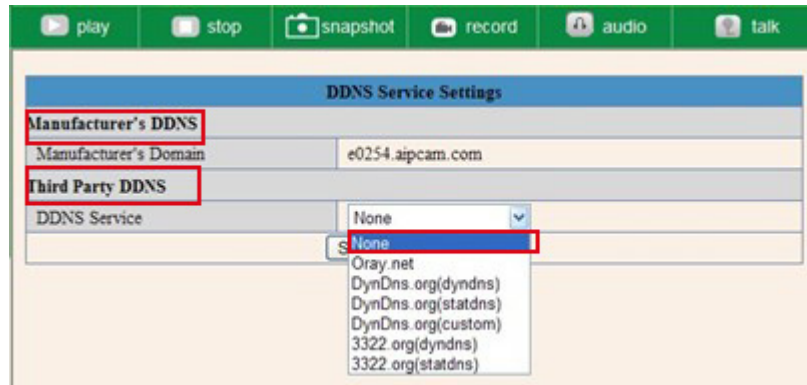 play stop snapshot record audio talk
DDNS Service Settings
Manufacturer's DDNS
Manufacturer's Domain e0254.aipcam.com
Third Party DDNS
DDNS Service None
None
Oray.net
DynDns.org(dyndns)
DynDns.org(statdns)
DynDns.org(custom)
3322.org(dyndns)
3322.org(statdns)